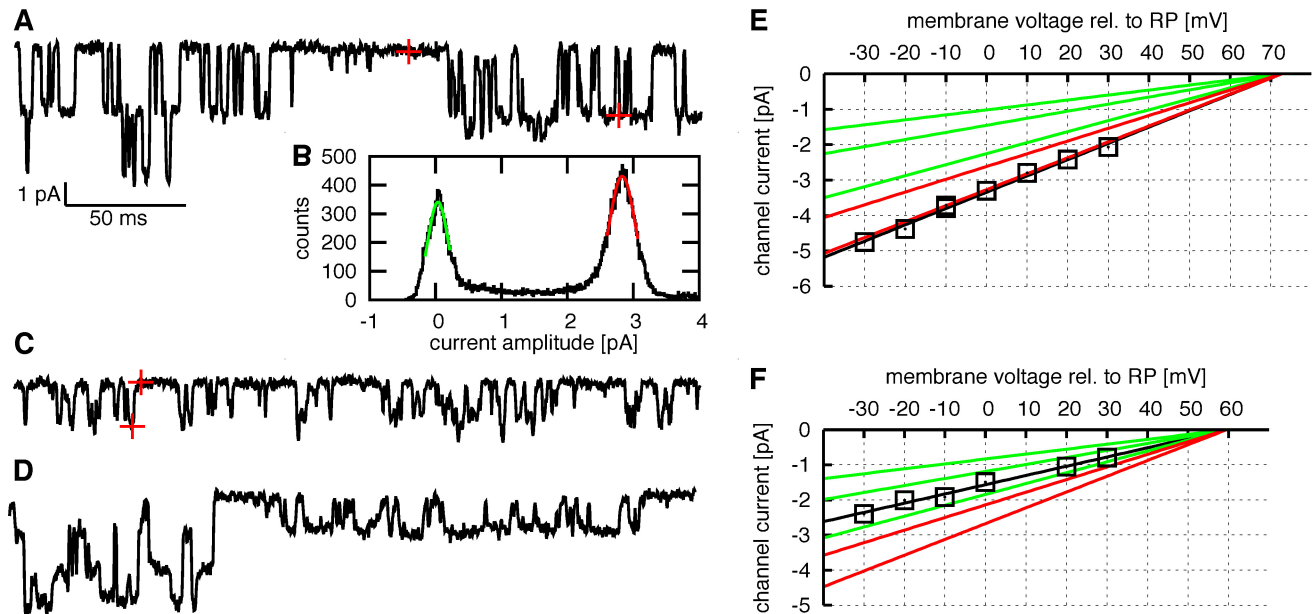 A
1 pA
50 ms
B
500
400
300
200
100
0
counts
-1 0 1 2 3 4
current amplitude [pA]
C
D
E
membrane voltage rel. to RP [mV]
-30 -20 -10 0 10 20 30 40 50 60 70
0
-1
-2
-3
-4
-5
-6
channel current [pA]
F
membrane voltage rel. to RP [mV]
-30 -20 -10 0 10 20 30 40 50 60
0
-1
-2
-3
-4
-5
channel current [pA]